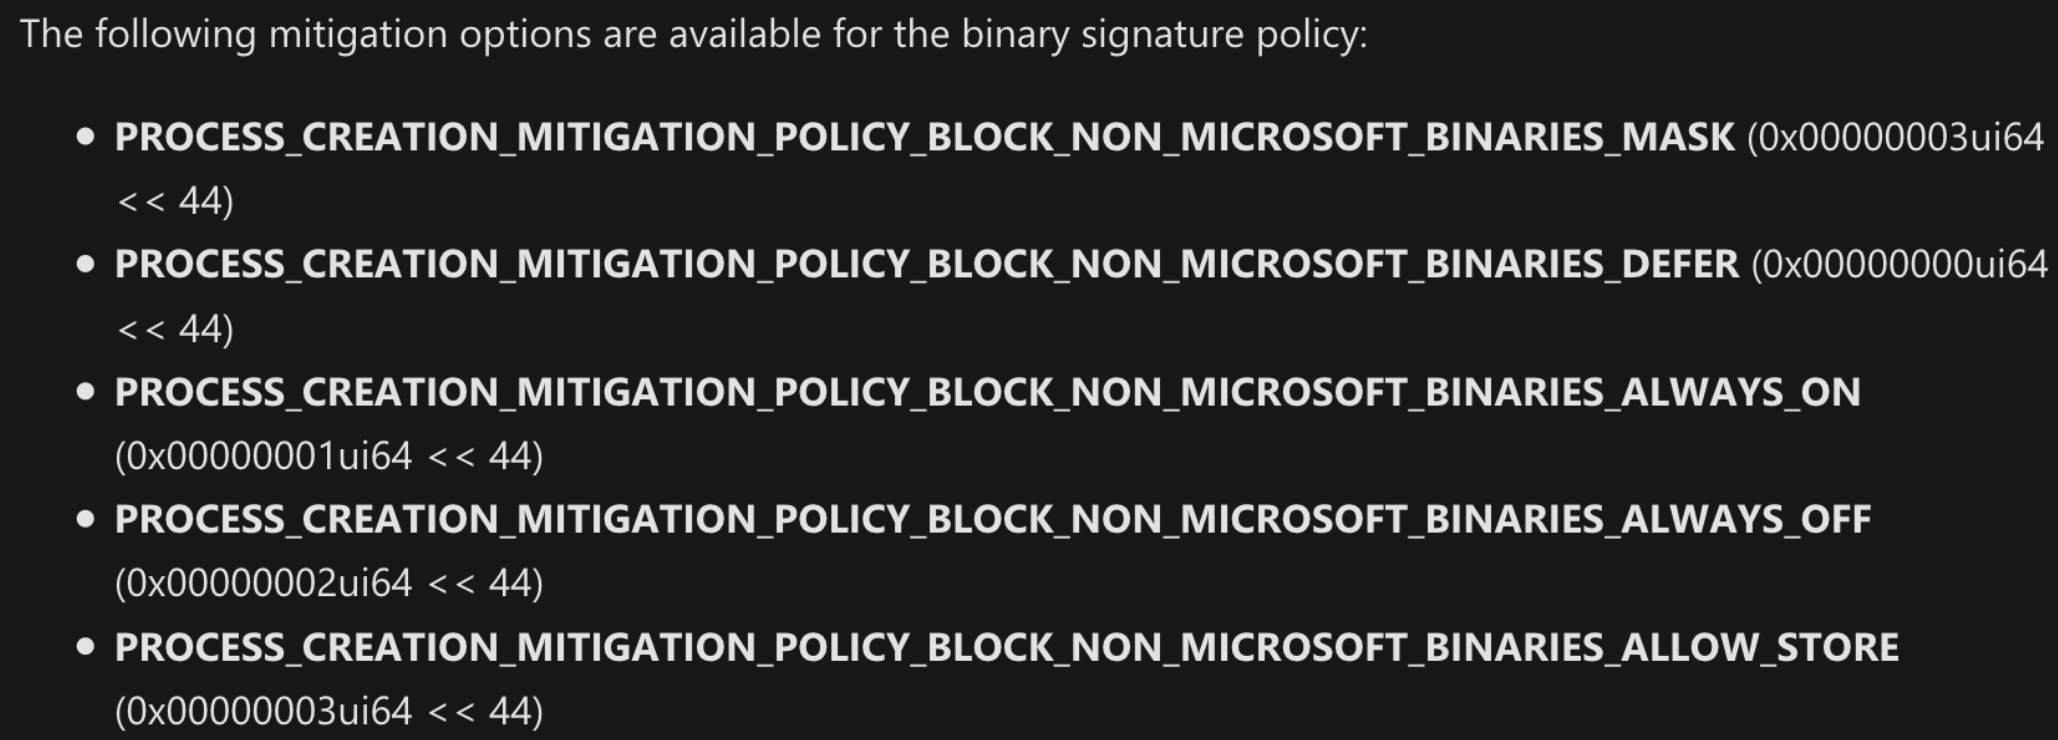 The following mitigation options are available for the binary signature policy:
• PROCESS_CREATION_MITIGATION_POLICY_BLOCK_NON_MICROSOFT_BINARIES_MASK (0x00000003ui64
<< 44)
• PROCESS_CREATION_MITIGATION_POLICY_BLOCK_NON_MICROSOFT_BINARIES_DEFER (0x00000000ui64
<< 44)
• PROCESS_CREATION_MITIGATION_POLICY_BLOCK_NON_MICROSOFT_BINARIES_ALWAYS_ON
(0x00000001ui64 << 44)
• PROCESS_CREATION_MITIGATION_POLICY_BLOCK_NON_MICROSOFT_BINARIES_ALWAYS_OFF
(0x00000002ui64 << 44)
• PROCESS_CREATION_MITIGATION_POLICY_BLOCK_NON_MICROSOFT_BINARIES_ALLOW_STORE
(0x00000003ui64 << 44)